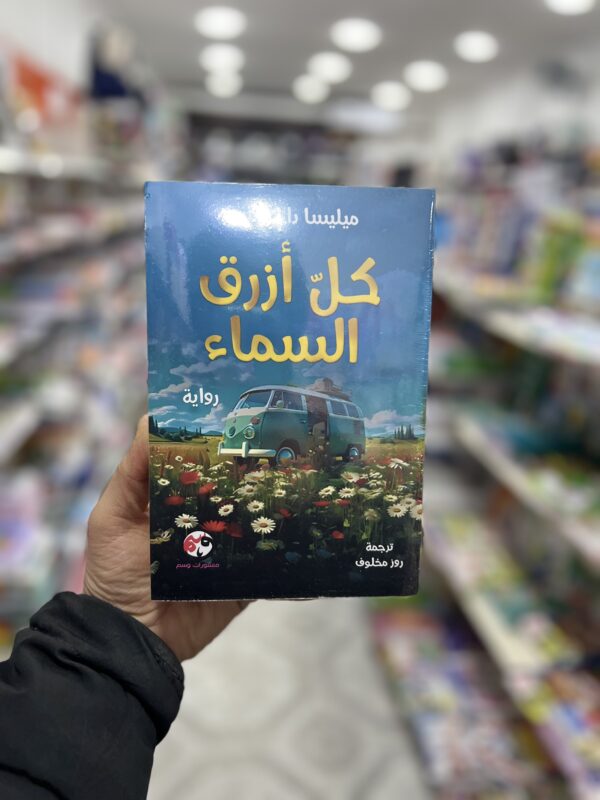 ميليسا
كلّ أزرق
السماء
رواية
ترجمة
روز مخلوف
منشورات وسم